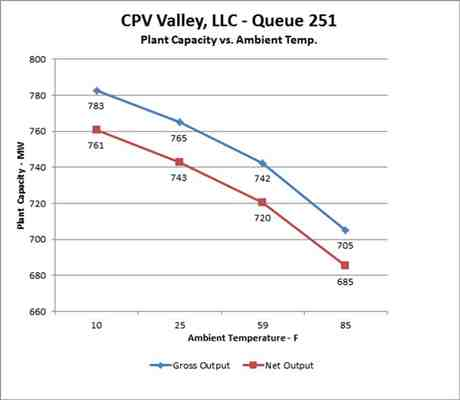 CPV Valley, LLC - Queue 251
Plant Capacity vs. Ambient Temp.
800
780
760
740
720
700
680
660
Plant Capacity - MW
783
765
742
705
761
743
720
685
10 25 59 85
Ambient Temperature - F
Gross Output Net Output